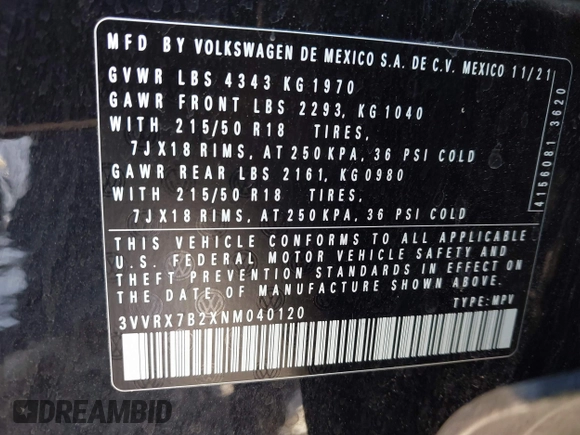 MFD BY VOLKSWAGEN DE MEXICO S.A. DE C.V. MEXICO 11/21
GVWR LBS 4343 KG 1970
GAWR FRONT LBS 2293, KG 1040
WITH 215/50 R18 TIRES,
7JX18 RIMS, AT 250 KPA, 36 PSI COLD
GAWR REAR LBS 2161, KG 0980
WITH 215/50 R18 TIRES,
7JX18 RIMS, AT 250 KPA, 36 PSI COLD
THIS VEHICLE CONFORMS TO ALL APPLICABLE
U.S. FEDERAL MOTOR VEHICLE SAFETY AND
THEFT PREVENTION STANDARDS IN EFFECT ON
THE DATE OF MANUFACTURE SHOWN ABOVE.
3VVRX7B2XNM040120 TYPE: MPV
4156081 3620
DREAMBID